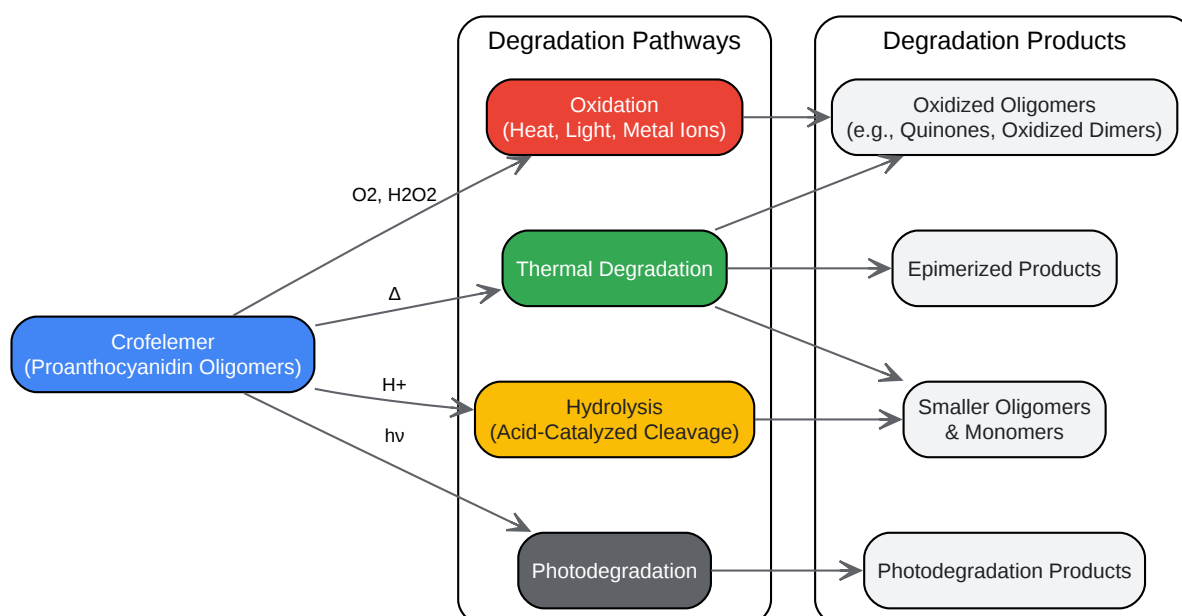 Degradation Pathways
Degradation Products
Oxidation
(Heat, Light, Metal Ions)
Oxidized Oligomers
(e.g., Quinones, Oxidized Dimers)
O2, H2O2
Thermal Degradation
Epimerized Products
Δ
Crofelemer
(Proanthocyanidin Oligomers)
H+
Hydrolysis
(Acid-Catalyzed Cleavage)
Smaller Oligomers
& Monomers
hν
Photodegradation
Photodegradation Products